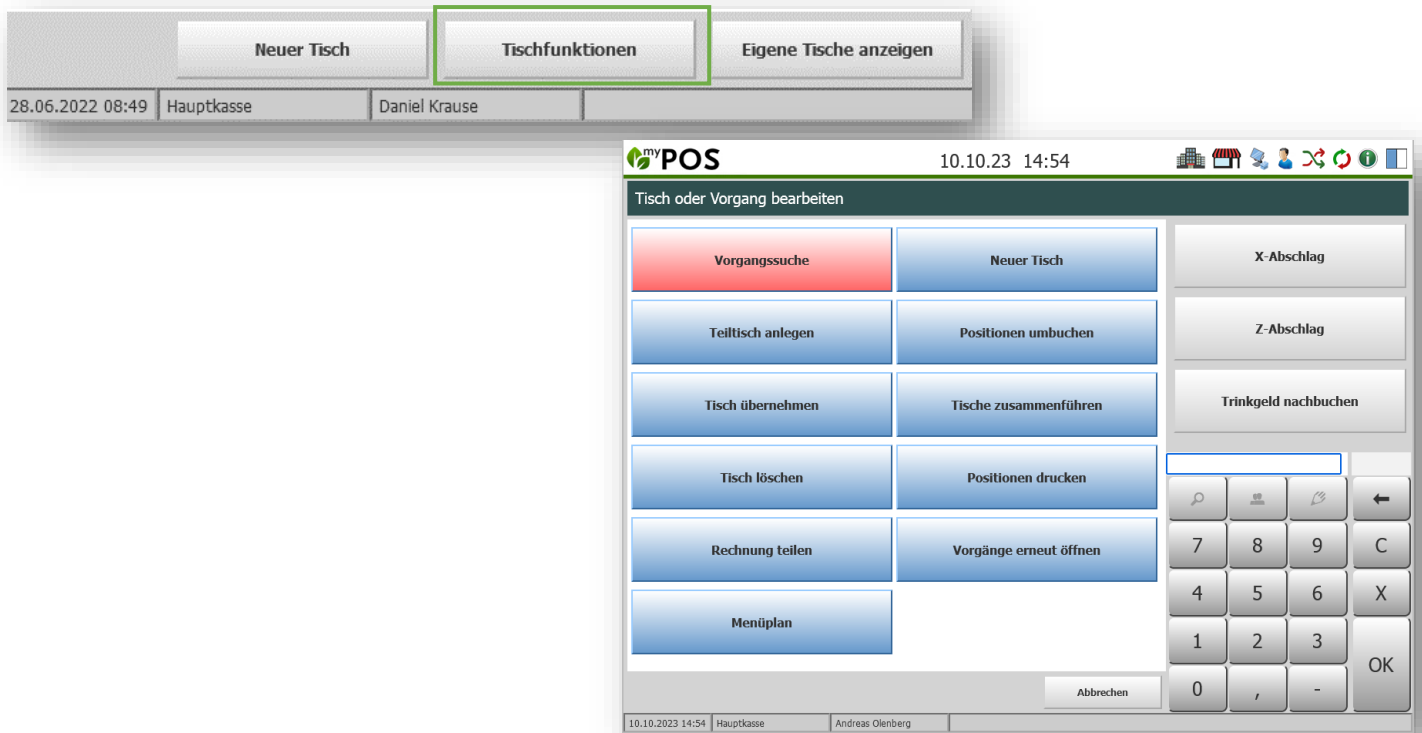 Neuer Tisch Tischfunktionen Eigene Tische anzeigen
28.06.2022 08:49 Hauptkasse Daniel Krause
myPOS 10.10.23 14:54
Tisch oder Vorgang bearbeiten
Vorgangssuche Neuer Tisch X-Abschlag
Teiltisch anlegen Positionen umbuchen Z-Abschlag
Tisch übernehmen Tische zusammenführen Trinkgeld nachbuchen
Tisch löschen Positionen drucken
Rechnung teilen Vorgänge erneut öffnen 7 8 9 C
4 5 6 X
Menüplan
1 2 3
OK
Abbrechen 0 , -
10.10.2023 14:54 Hauptkasse Andreas Olenberg